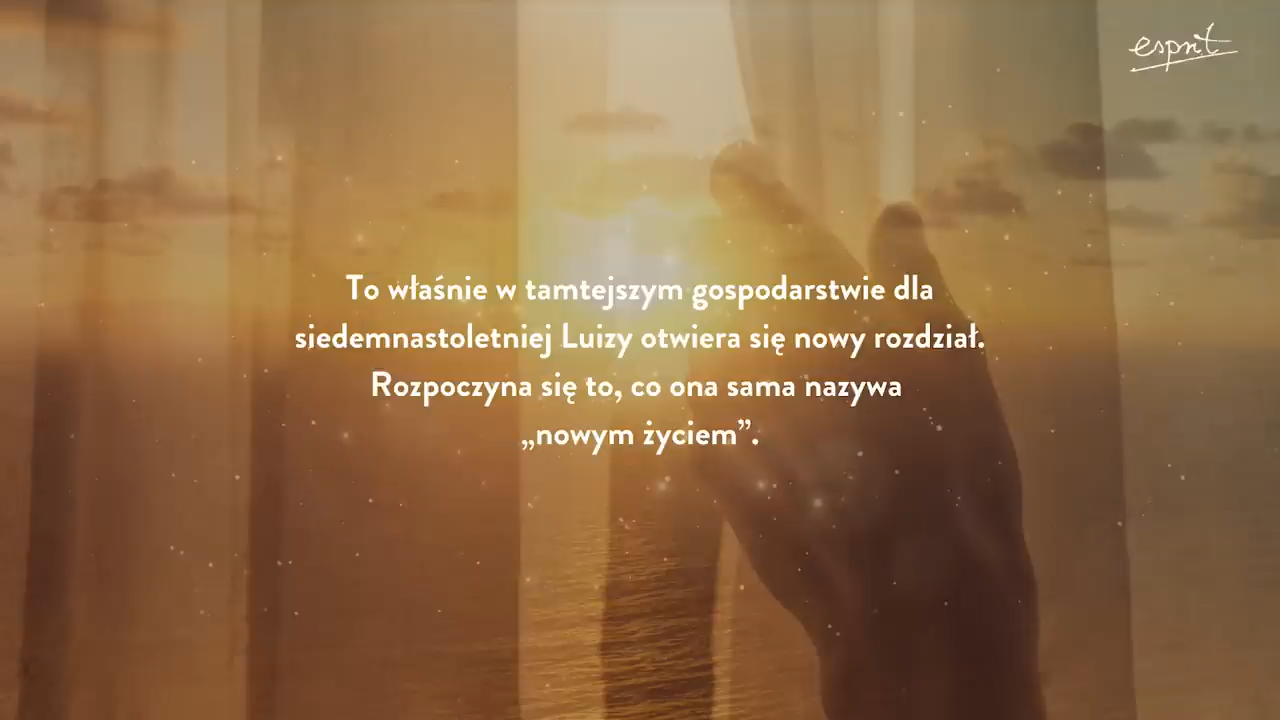 esprit
To właśnie w tamtejszym gospodarstwie dla
siedemnastoletniej Luizy otwiera się nowy rozdział.
Rozpoczyna się to, co ona sama nazywa
„nowym życiem”.